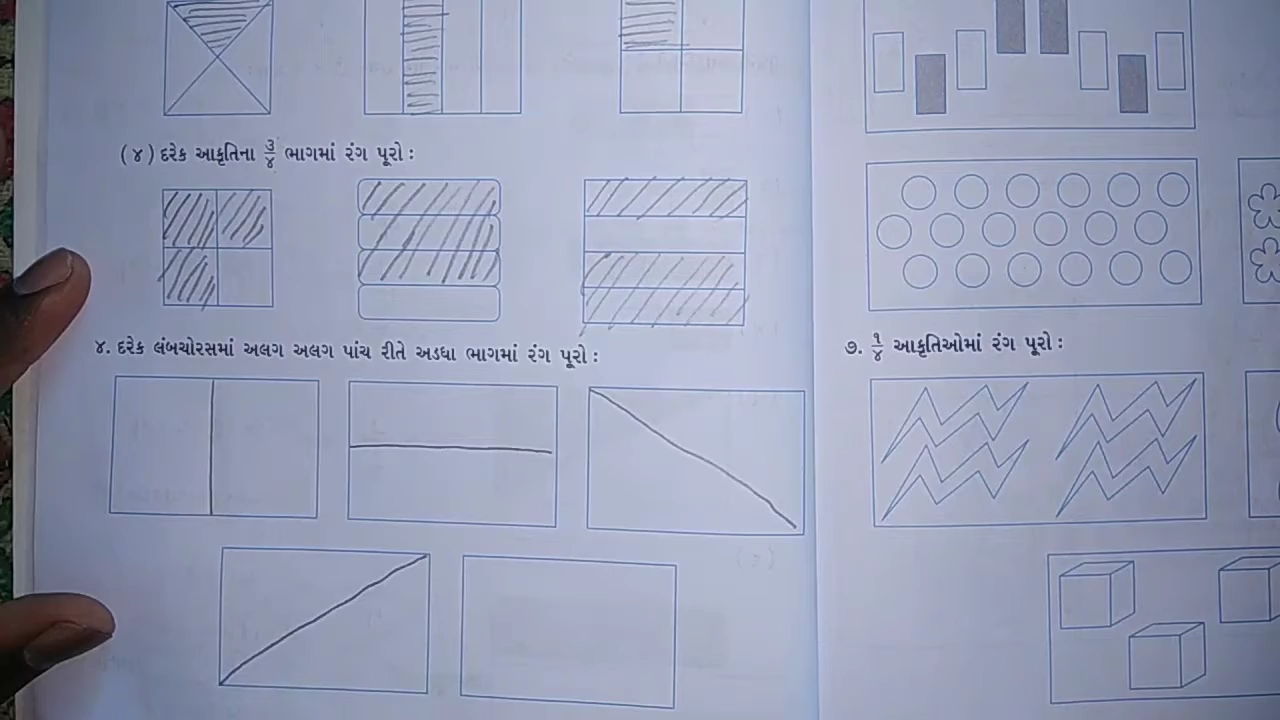 (૪) દરેક આકૃતિના ૩/૪ ભાગમાં રંગ પૂરો :
૪. દરેક લંબચોરસમાં અલગ અલગ પાંચ રીતે અડધા ભાગમાં રંગ પૂરો :
૭. ૧/૪ આકૃતિઓમાં રંગ પૂરો :